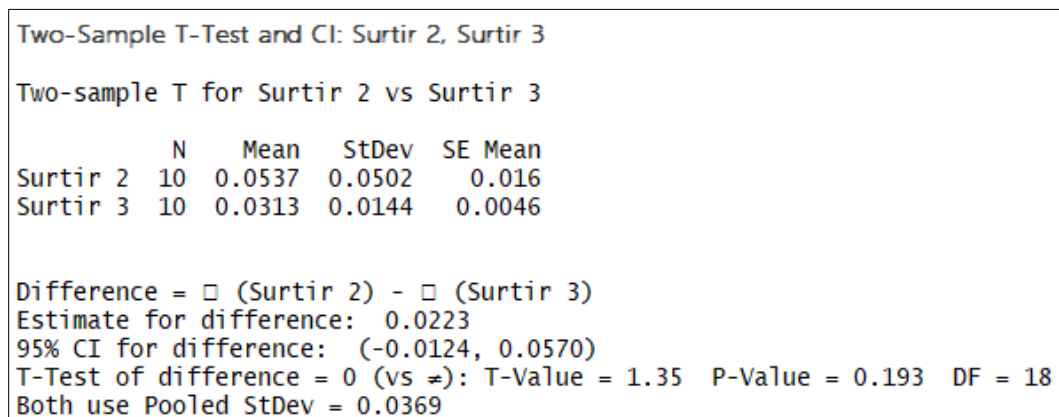 Two-Sample T-Test and CI: Surtir 2, Surtir 3
Two-sample T for Surtir 2 vs Surtir 3
N Mean StDev SE Mean
Surtir 2 10 0.0537 0.0502 0.016
Surtir 3 10 0.0313 0.0144 0.0046
Difference = □ (Surtir 2) - □ (Surtir 3)
Estimate for difference: 0.0223
95% CI for difference: (-0.0124, 0.0570)
T-Test of difference = 0 (vs ≠): T-Value = 1.35 P-Value = 0.193 DF = 18
Both use Pooled StDev = 0.0369